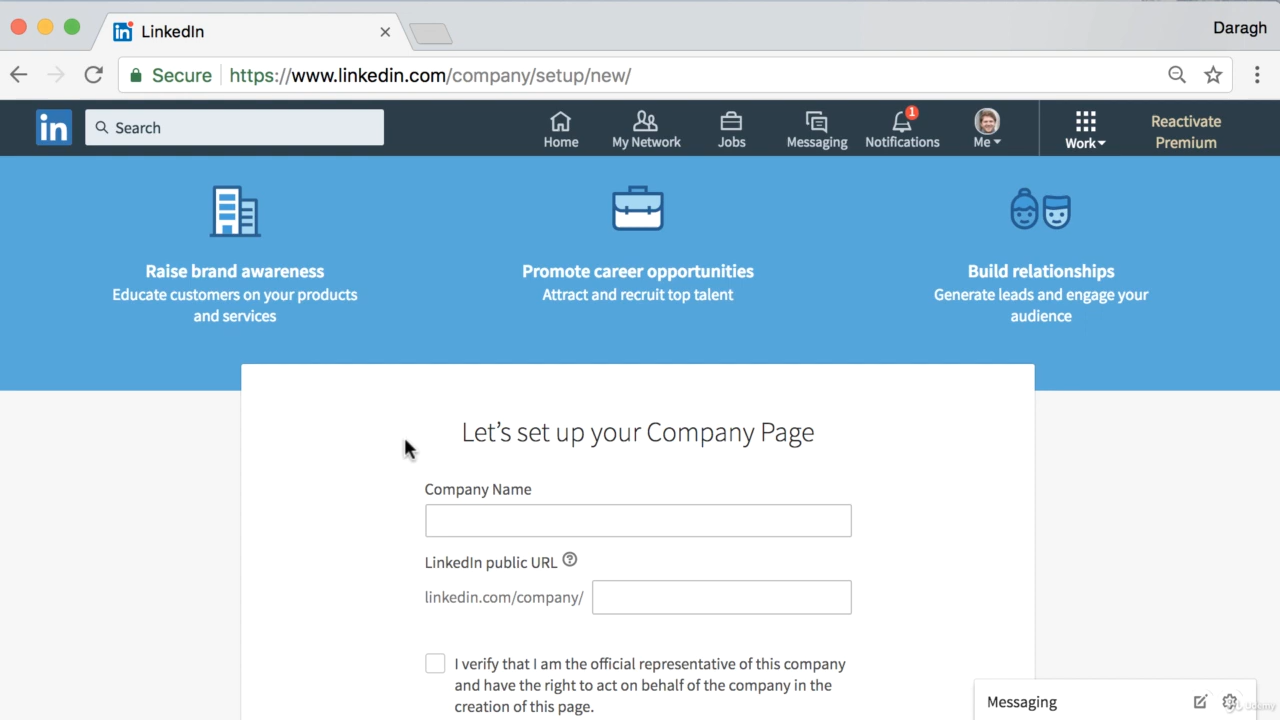 LinkedIn
Daragh
Secure
https://www.linkedin.com/company/setup/new/
in
Search
Home
My Network
Jobs
Messaging
1
Notifications
Me
Work
Reactivate
Premium
Raise brand awareness
Educate customers on your products
and services
Promote career opportunities
Attract and recruit top talent
Build relationships
Generate leads and engage your
audience
Let's set up your Company Page
Company Name
LinkedIn public URL ?
linkedin.com/company/
I verify that I am the official representative of this company
and have the right to act on behalf of the company in the
creation of this page.
Messaging
Udemy